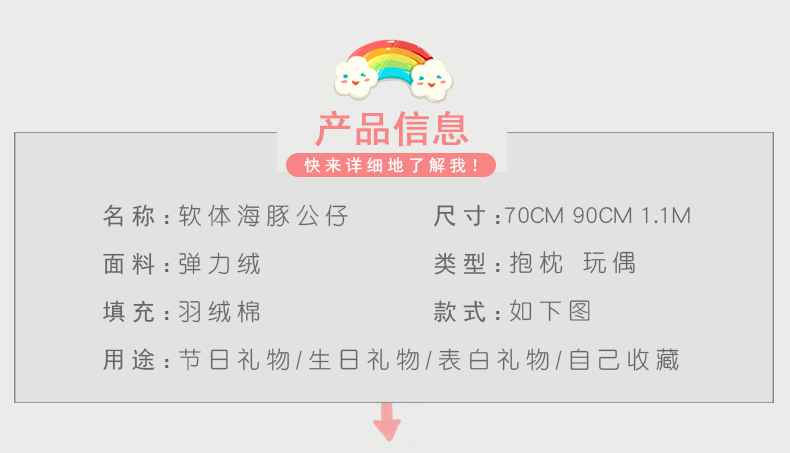 产品信息
快来详细地了解我!
名称:软体海豚公仔 尺寸:70CM 90CM 1.1M
面料:弹力绒 类型:抱枕 玩偶
填充:羽绒棉 款式:如下图
用途:节日礼物/生日礼物/表白礼物/自己收藏